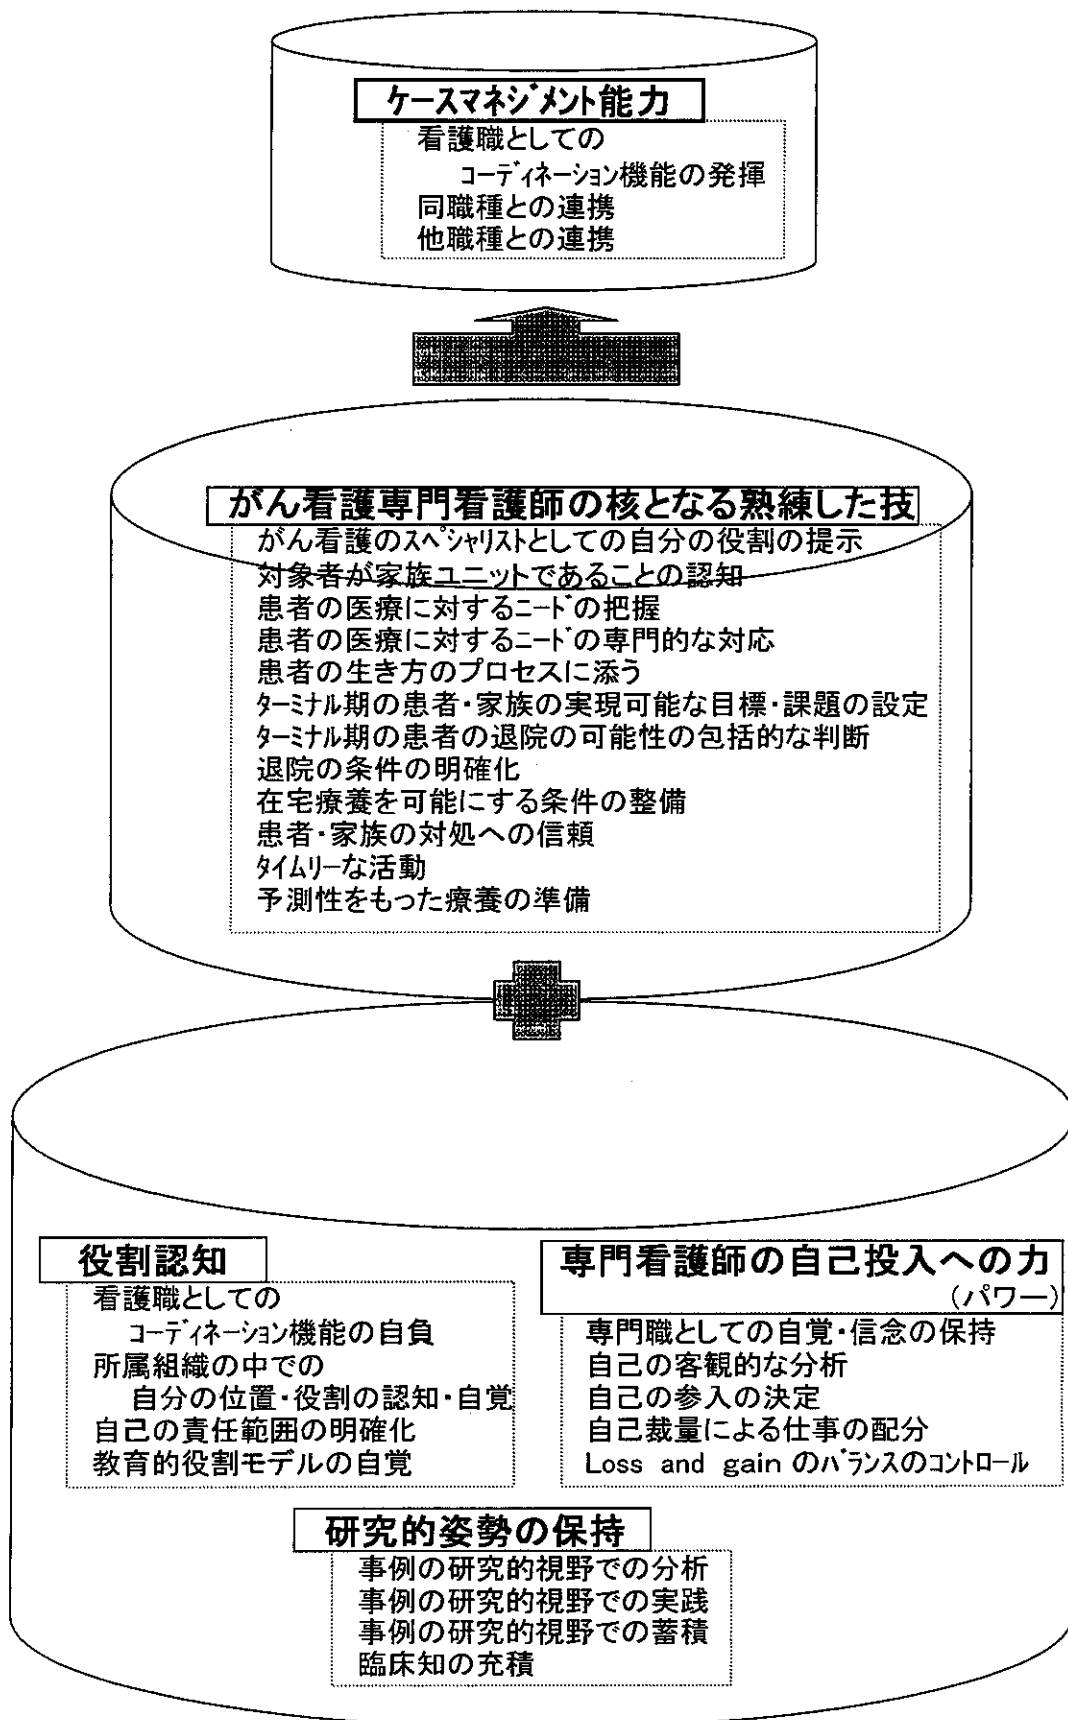 ケースマネジメント能力
看護職としての
コーディネーション機能の発揮
同職種との連携
他職種との連携
がん看護専門看護師の核となる熟練した技
がん看護のスペシャリストとしての自分の役割の提示
対象者が家族ユニットであることの認知
患者の医療に対するニードの把握
患者の医療に対するニードの専門的な対応
患者の生き方のプロセスに添う
ターミナル期の患者・家族の実現可能な目標・課題の設定
ターミナル期の患者の退院の可能性の包括的な判断
退院の条件の明確化
在宅療養を可能にする条件の整備
患者・家族の対処への信頼
タイムリーな活動
予測性をもった療養の準備
役割認知
看護職としての
コーディネーション機能の自負
所属組織の中での
自分の位置・役割の認知・自覚
自己の責任範囲の明確化
教育的役割モデルの自覚
専門看護師の自己投入への力
（パワー）
専門職としての自覚・信念の保持
自己の客観的な分析
自己の参入の決定
自己裁量による仕事の配分
Loss and gain のバランスのコントロール
研究的姿勢の保持
事例の研究的視野での分析
事例の研究的視野での実践
事例の研究的視野での蓄積
臨床知の充積